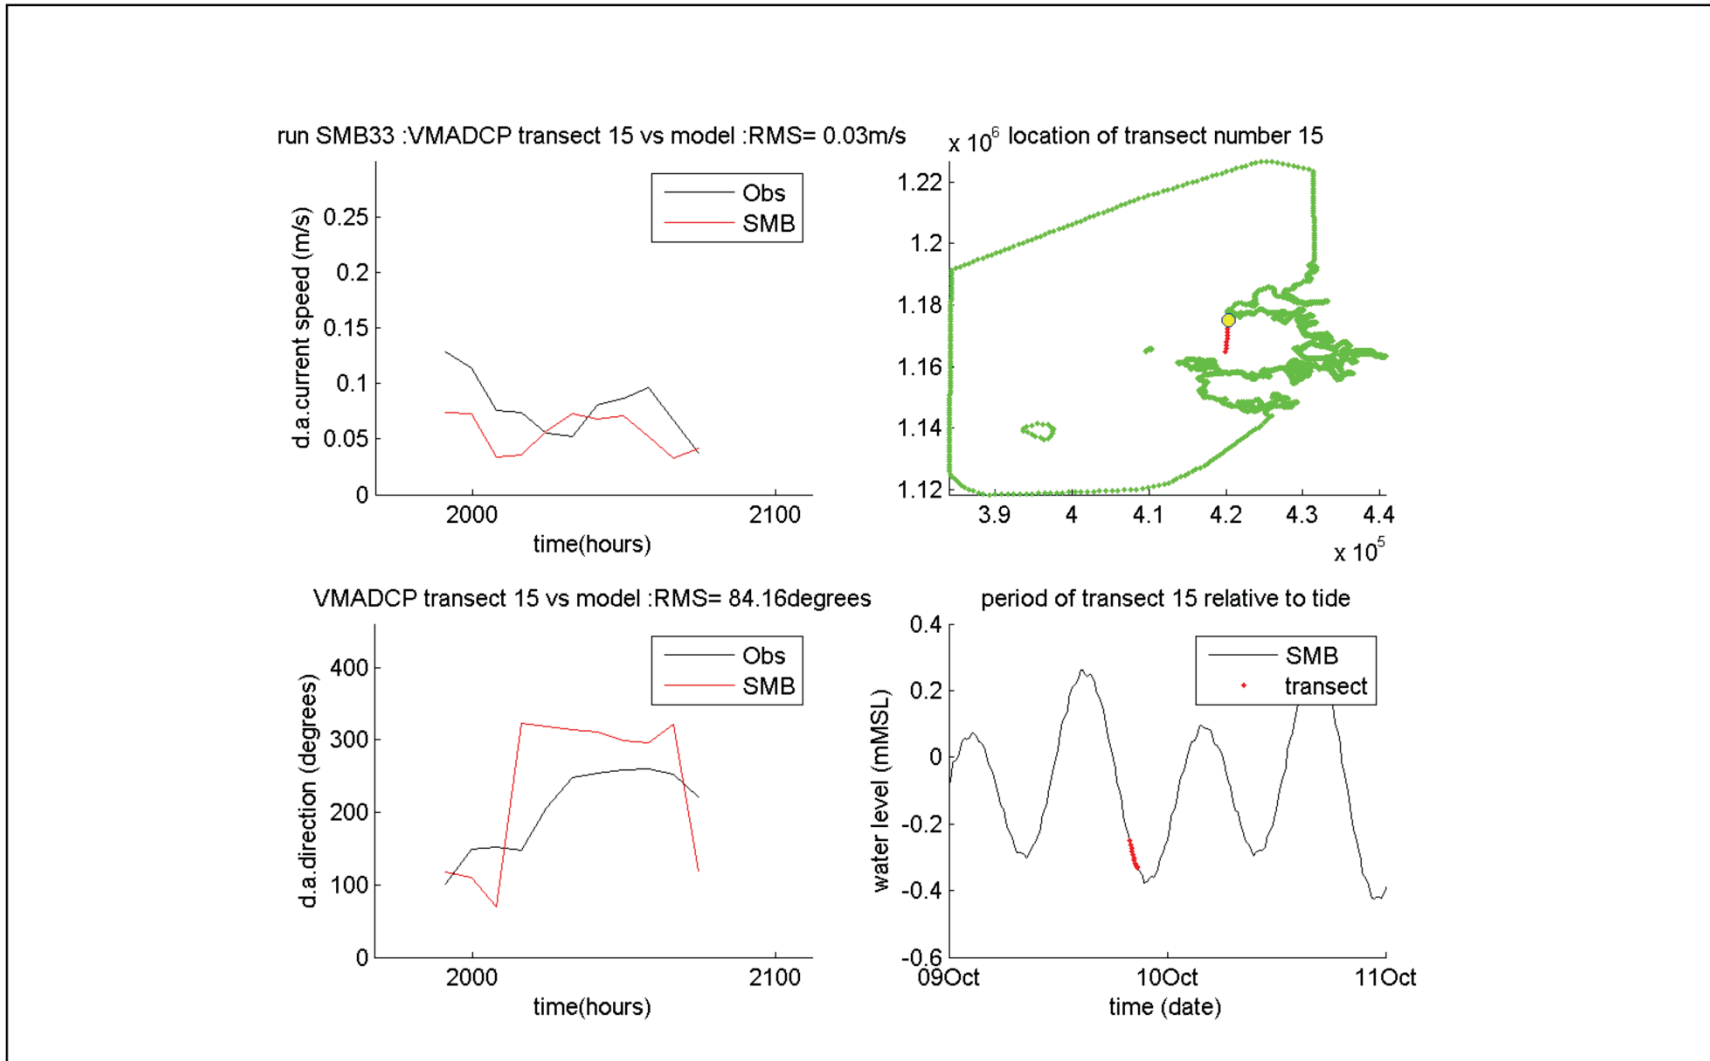 run SMB33 :VMADCP transect 15 vs model :RMS= 0.03m/s
Obs
SMB
0.25
0.2
0.15
0.1
0.05
0
d.a.current speed (m/s)
2000
2100
time(hours)
x 10^6 location of transect number 15
1.22
1.2
1.18
1.16
1.14
1.12
3.9
4
4.1
4.2
4.3
4.4
x 10^5
VMADCP transect 15 vs model :RMS= 84.16degrees
Obs
SMB
400
300
200
100
0
d.a.direction (degrees)
2000
2100
time(hours)
period of transect 15 relative to tide
SMB
transect
0.4
0.2
0
-0.2
-0.4
-0.6
water level (mMSL)
09Oct
10Oct
11Oct
time (date)